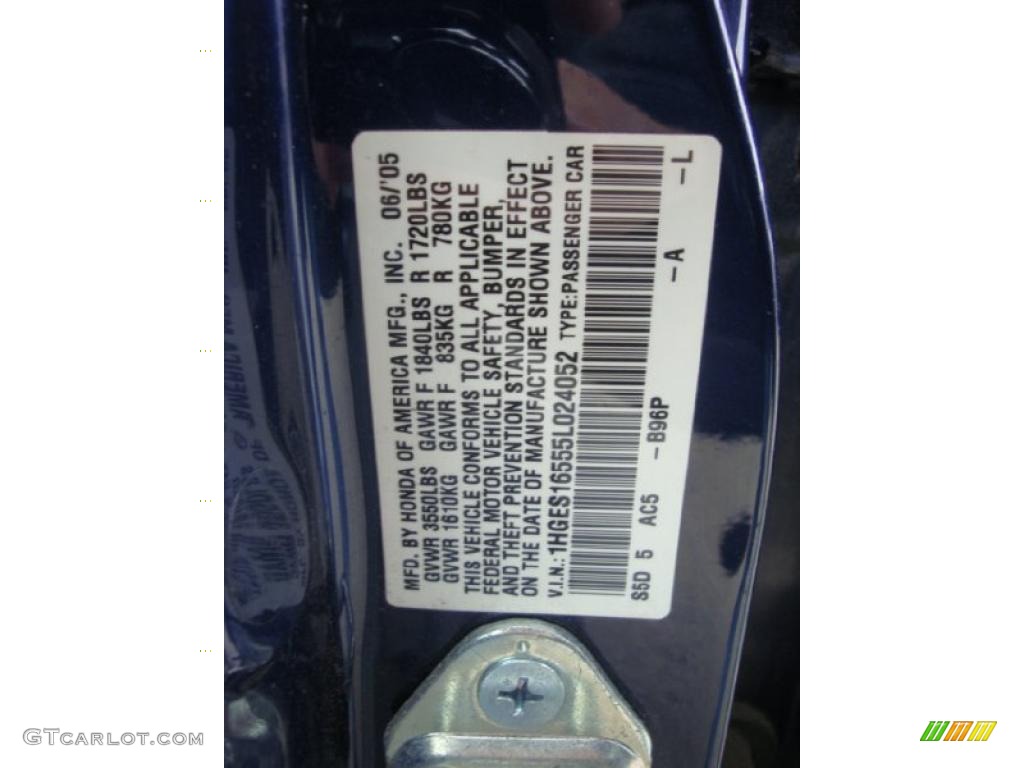 MFD. BY HONDA OF AMERICA MFG., INC. 06/'05
GVWR 3550LBS GAWR F 1840LBS R 1720LBS
GVWR 1610KG GAWR F 835KG R 780KG
THIS VEHICLE CONFORMS TO ALL APPLICABLE
FEDERAL MOTOR VEHICLE SAFETY, BUMPER,
AND THEFT PREVENTION STANDARDS IN EFFECT
ON THE DATE OF MANUFACTURE SHOWN ABOVE.
V.I.N.:1HGES16555L024052 TYPE:PASSENGER CAR
S5D 5 AC5 -B96P -A -L
GTCARLOT.COM